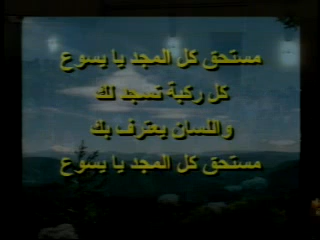 مستحق كل المجد يا يسوع
كل ركبة تسجد لك
واللسان يعترف بك
مستحق كل المجد يا يسوع